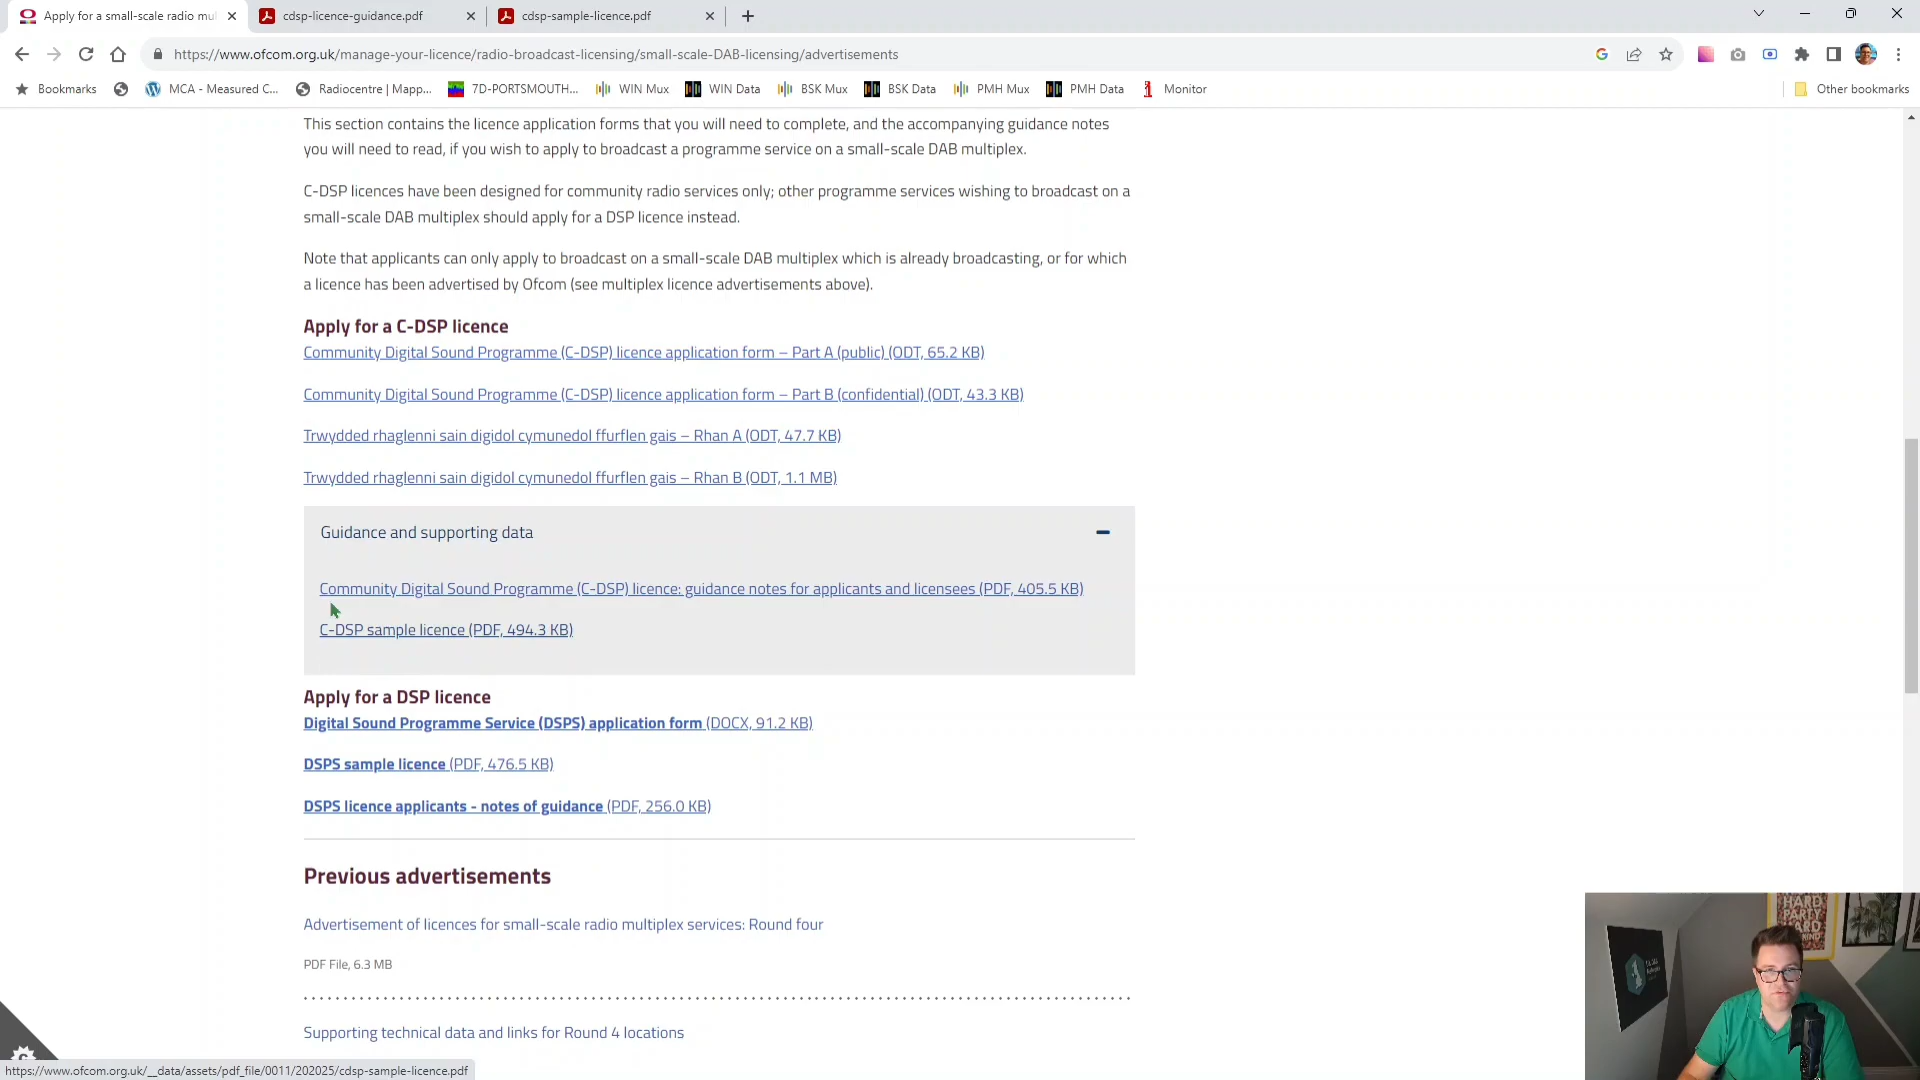 Apply for a small-scale radio mul
cdsp-licence-guidance.pdf
cdsp-sample-licence.pdf
https://www.ofcom.org.uk/manage-your-licence/radio-broadcast-licensing/small-scale-DAB-licensing/advertisements
Bookmarks
MCA - Measured C...
Radiocentre | Mapp...
7D-PORTSMOUTH...
WIN Mux
WIN Data
BSK Mux
BSK Data
PMH Mux
PMH Data
Monitor
Other bookmarks
This section contains the licence application forms that you will need to complete, and the accompanying guidance notes
you will need to read, if you wish to apply to broadcast a programme service on a small-scale DAB multiplex.
C-DSP licences have been designed for community radio services only; other programme services wishing to broadcast on a
small-scale DAB multiplex should apply for a DSP licence instead.
Note that applicants can only apply to broadcast on a small-scale DAB multiplex which is already broadcasting, or for which
a licence has been advertised by Ofcom (see multiplex licence advertisements above).
Apply for a C-DSP licence
Community Digital Sound Programme (C-DSP) licence application form – Part A (public) (ODT, 65.2 KB)
Community Digital Sound Programme (C-DSP) licence application form – Part B (confidential) (ODT, 43.3 KB)
Trwydded rhaglenni sain digidol cymunedol ffurflen gais – Rhan A (ODT, 47.7 KB)
Trwydded rhaglenni sain digidol cymunedol ffurflen gais – Rhan B (ODT, 1.1 MB)
Guidance and supporting data
Community Digital Sound Programme (C-DSP) licence: guidance notes for applicants and licensees (PDF, 405.5 KB)
C-DSP sample licence (PDF, 494.3 KB)
Apply for a DSP licence
Digital Sound Programme Service (DSPS) application form (DOCX, 91.2 KB)
DSPS sample licence (PDF, 476.5 KB)
DSPS licence applicants - notes of guidance (PDF, 256.0 KB)
Previous advertisements
Advertisement of licences for small-scale radio multiplex services: Round four
PDF File, 6.3 MB
Supporting technical data and links for Round 4 locations
https://www.ofcom.org.uk/__data/assets/pdf_file/0011/202025/cdsp-sample-licence.pdf
HARD
PARTY
HARD